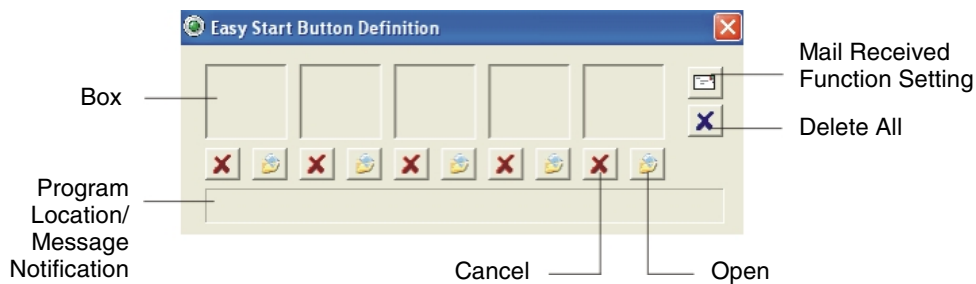 Easy Start Button Definition
Mail Received
Function Setting
Box
Delete All
Program
Location/
Message
Notification
Cancel
Open